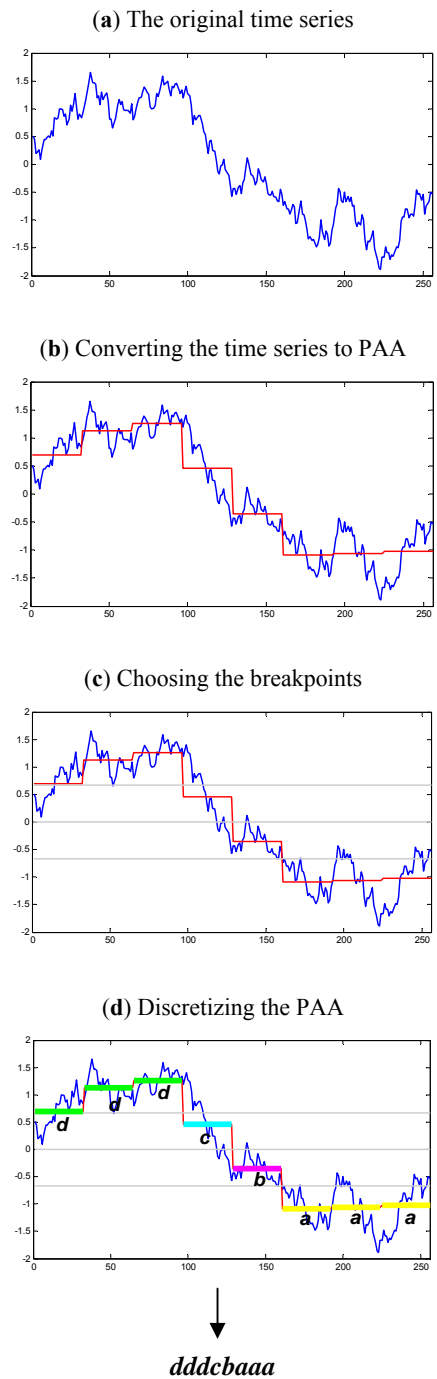 (a) The original time series
2
1.5
1
0.5
0
-0.5
-1
-1.5
-2
0 50 100 150 200 250
(b) Converting the time series to PAA
2
1.5
1
0.5
0
-0.5
-1
-1.5
-2
0 50 100 150 200 250
(c) Choosing the breakpoints
2
1.5
1
0.5
0
-0.5
-1
-1.5
-2
0 50 100 150 200 250
(d) Discretizing the PAA
2
1.5
1
0.5
0
-0.5
-1
-1.5
-2
d d d
c
b
a a a
0 50 100 150 200 250
dddcbaaa